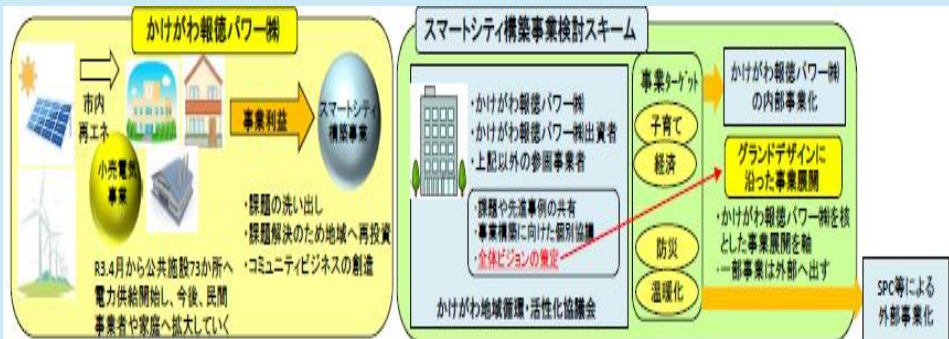 かけがわ報徳パワー㈱
市内
再エネ
小売電気
事業
事業利益
スマートシティ
構築事業
・課題の洗い出し
・課題解決のため地域へ再投資
・コミュニティビジネスの創造
R3.4月から公共施設73か所へ
電力供給開始し、今後、民間
事業者や家庭へ拡大していく
スマートシティ構築事業検討スキーム
・かけがわ報徳パワー㈱
・かけがわ報徳パワー㈱出資者
・上記以外の参画事業者
・課題や先進事例の共有
・事業構築に向けた個別協議
・全体ビジョンの策定
かけがわ地域循環・活性化協議会
事業ターゲット
子育て
経済
防災
温暖化
かけがわ報徳パワー㈱
の内部事業化
グランドデザインに
沿った事業展開
・かけがわ報徳パワー㈱を核
とした事業展開を軸
・一部事業は外部へ出す
SPC等による
外部事業化